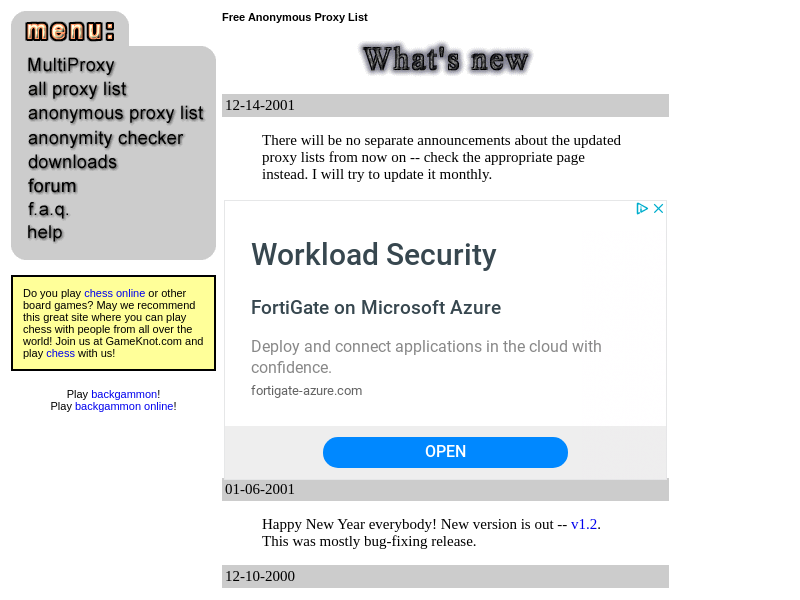 menu:
MultiProxy
all proxy list
anonymous proxy list
anonymity checker
downloads
forum
f.a.q.
help
Do you play chess online or other
board games? May we recommend
this great site where you can play
chess with people from all over the
world! Join us at GameKnot.com and
play chess with us!
Play backgammon!
Play backgammon online!
Free Anonymous Proxy List
What's new
12-14-2001
There will be no separate announcements about the updated
proxy lists from now on -- check the appropriate page
instead. I will try to update it monthly.
Workload Security
FortiGate on Microsoft Azure
Deploy and connect applications in the cloud with
confidence.
fortigate-azure.com
OPEN
01-06-2001
Happy New Year everybody! New version is out -- v1.2.
This was mostly bug-fixing release.
12-10-2000